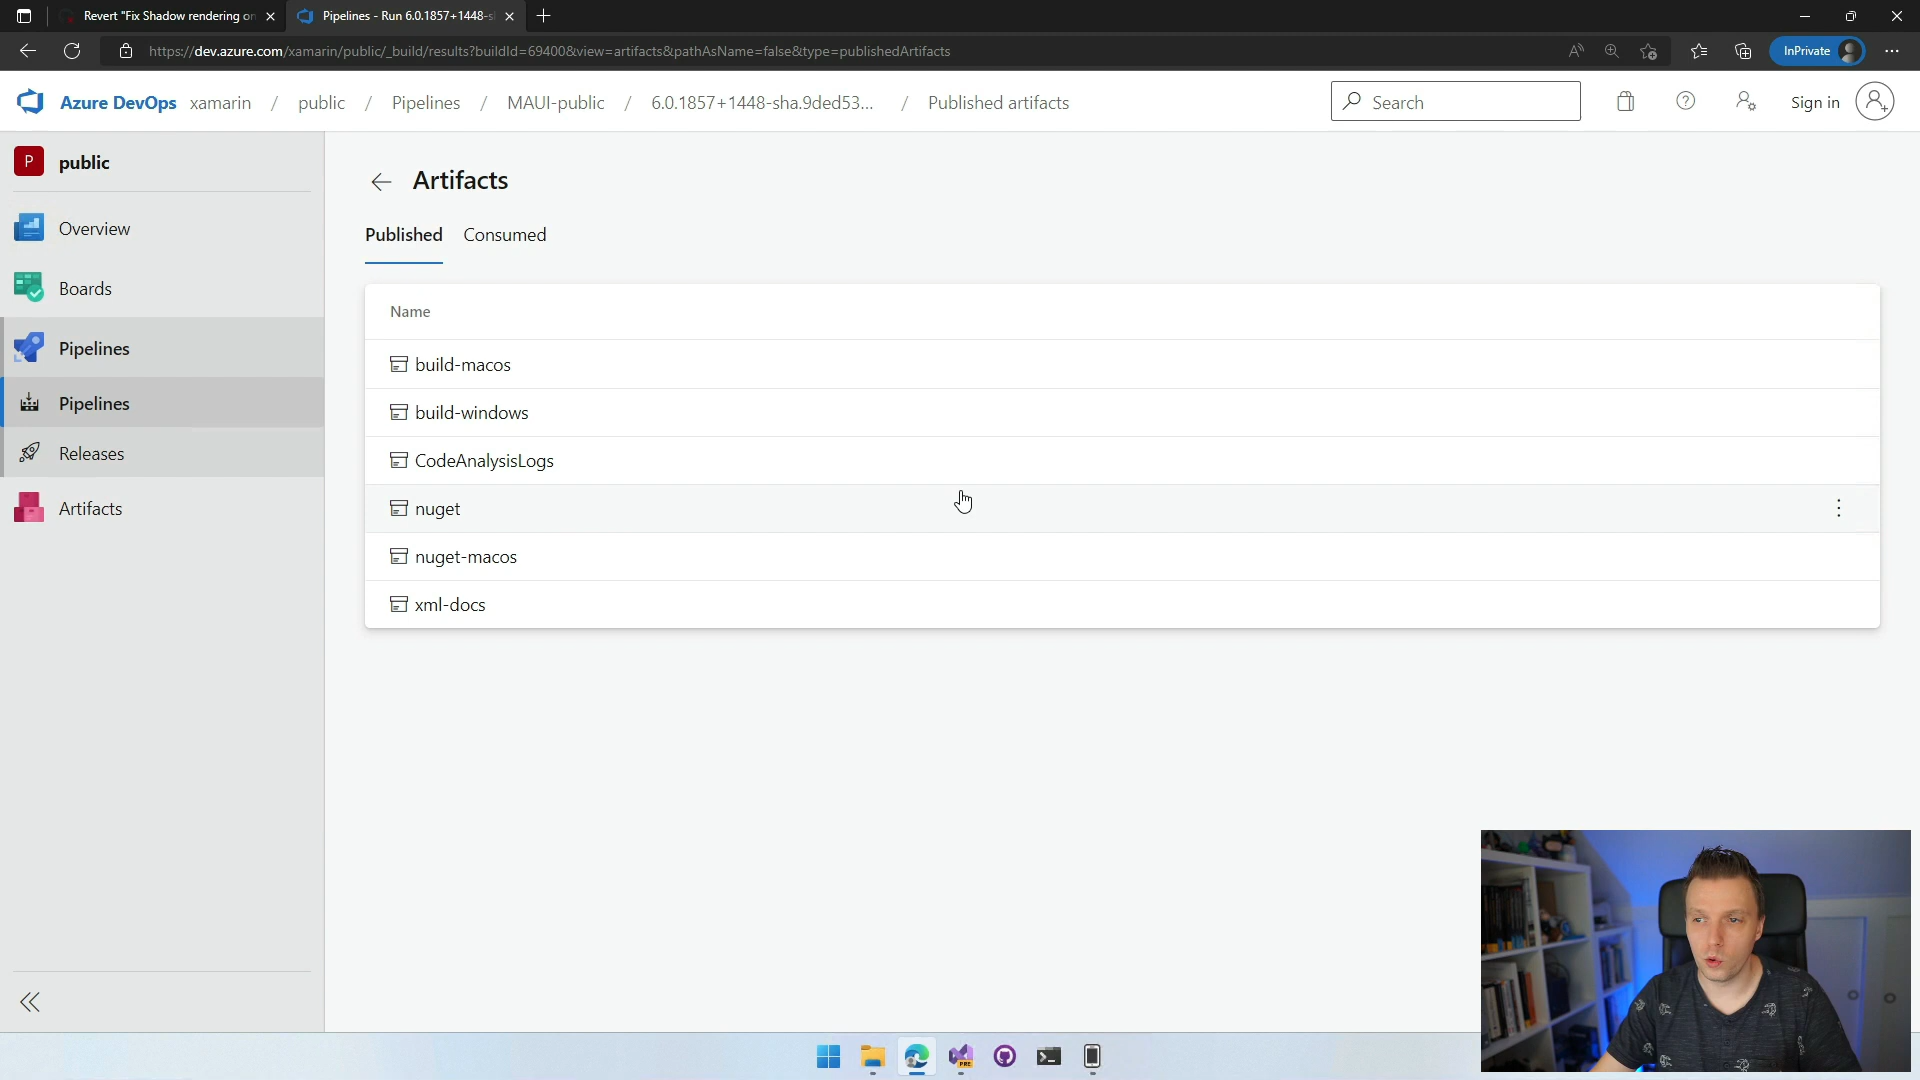 Revert "Fix Shadow rendering on
Pipelines - Run 6.0.1857+1448-s
https://dev.azure.com/xamarin/public/_build/results?buildId=69400&view=artifacts&pathAsName=false&type=publishedArtifacts
InPrivate
Azure DevOps xamarin / public / Pipelines / MAUI-public / 6.0.1857+1448-sha.9ded53... / Published artifacts
Search
Sign in
P public
Overview
Boards
Pipelines
Pipelines
Releases
Artifacts
Artifacts
Published Consumed
Name
build-macos
build-windows
CodeAnalysisLogs
nuget
nuget-macos
xml-docs
PRE